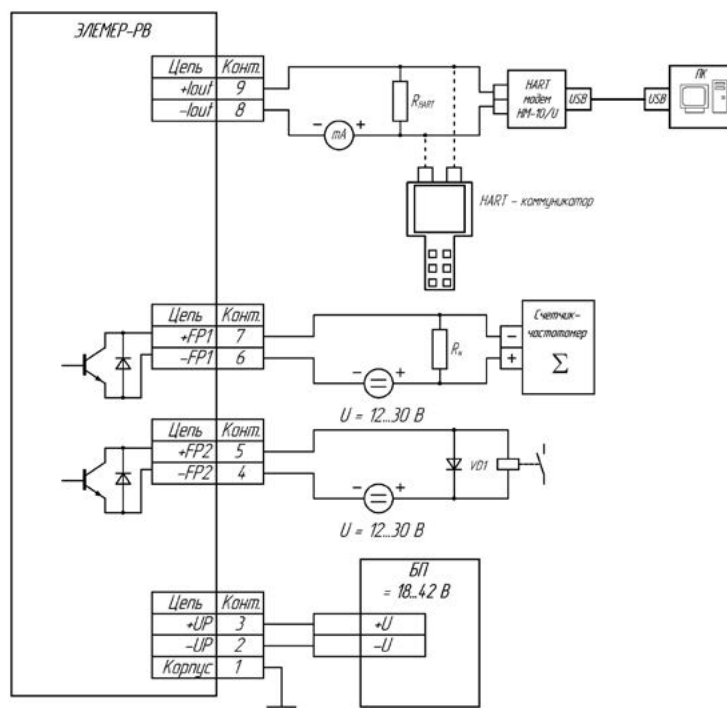 ЭЛЕМЕР-РВ
Цепь Конт.
+Iout 9
-Iout 8
- mA +
RHART
HART
модем
НМ-10/U
USB
USB
ПК
HART - коммуникатор
Цепь Конт.
+FP1 7
-FP1 6
- = +
U = 12...30 В
Rн
-
+
Счетчик-
частотомер
Σ
Цепь Конт.
+FP2 5
-FP2 4
- = +
U = 12...30 В
VD1
БП
= 18...42 В
Цепь Конт.
+UP 3
-UP 2
Корпус 1
+U
-U